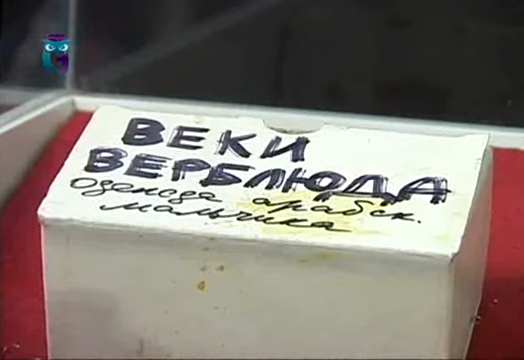 ВЕКИ
ВЕРБЛЮДА
одежда арабск.
мальчика